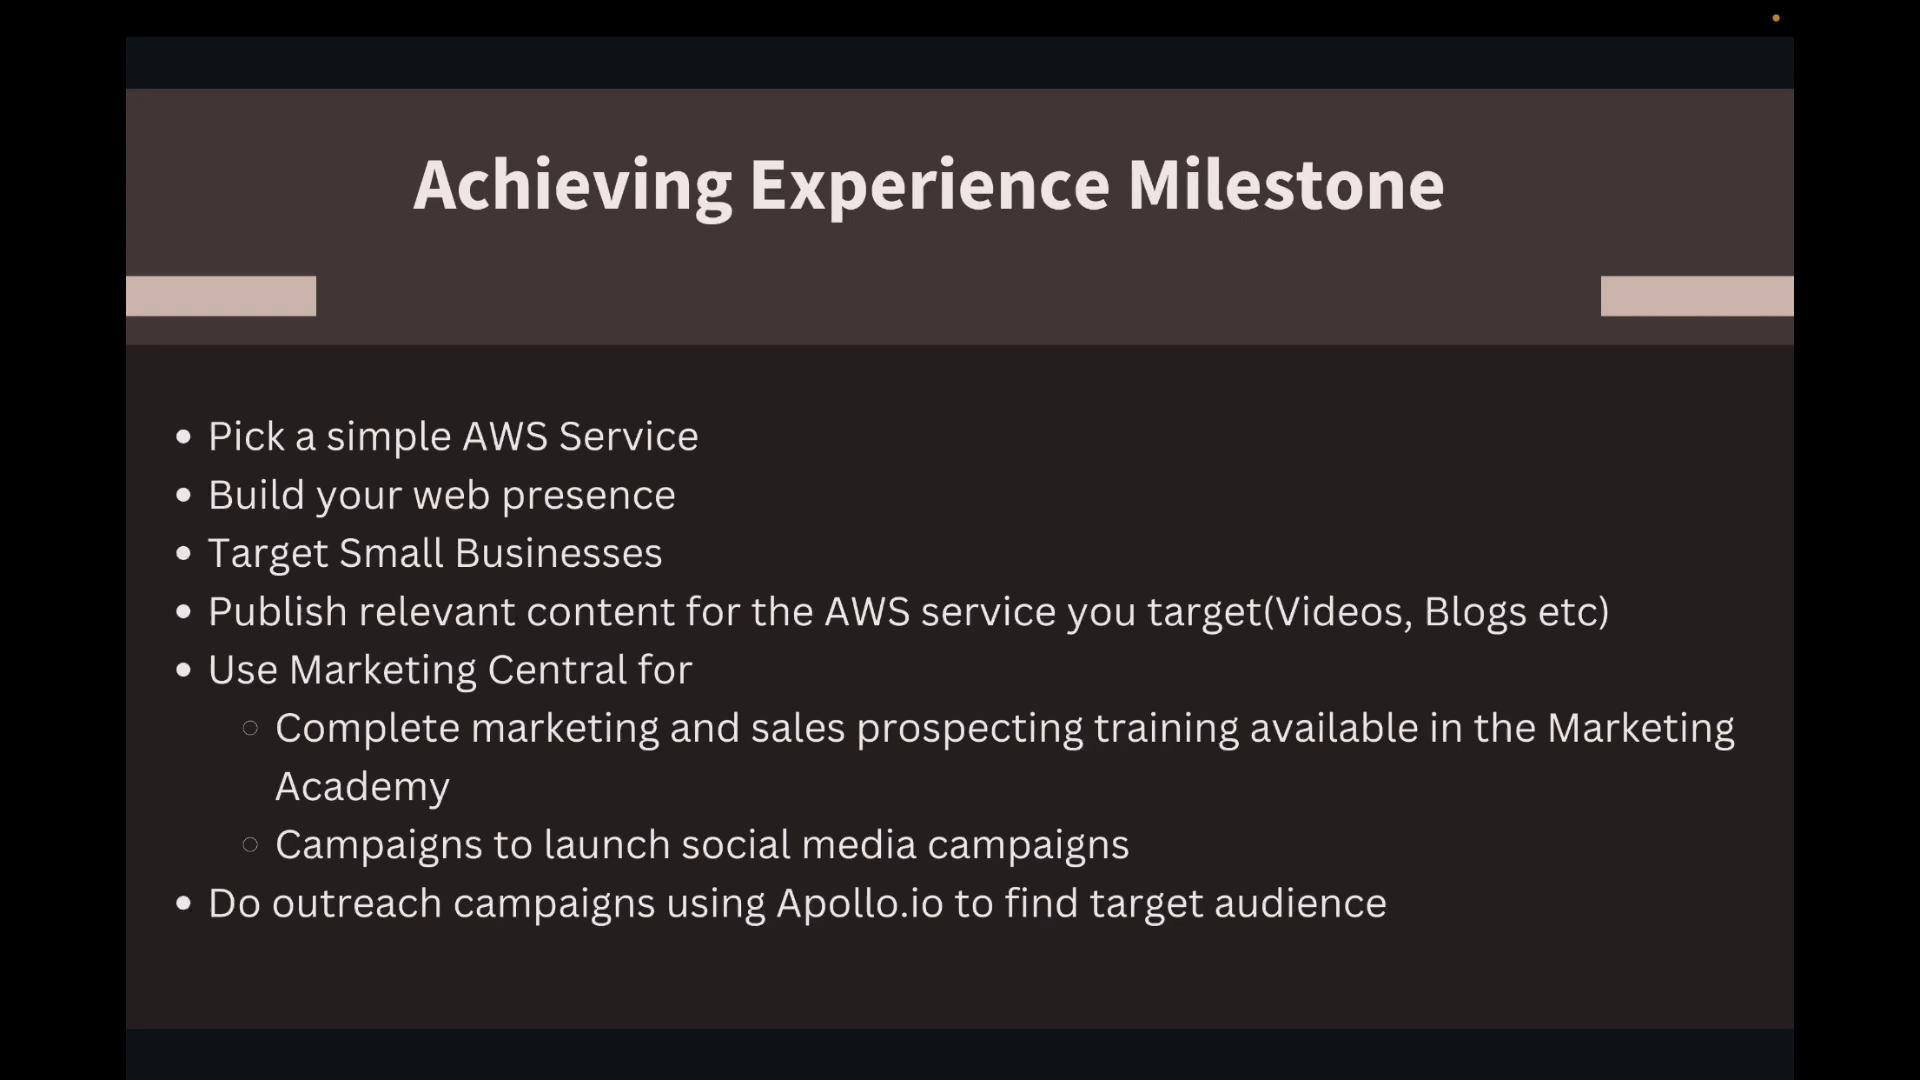 Achieving Experience Milestone
• Pick a simple AWS Service
• Build your web presence
• Target Small Businesses
• Publish relevant content for the AWS service you target(Videos, Blogs etc)
• Use Marketing Central for
○ Complete marketing and sales prospecting training available in the Marketing
Academy
○ Campaigns to launch social media campaigns
• Do outreach campaigns using Apollo.io to find target audience